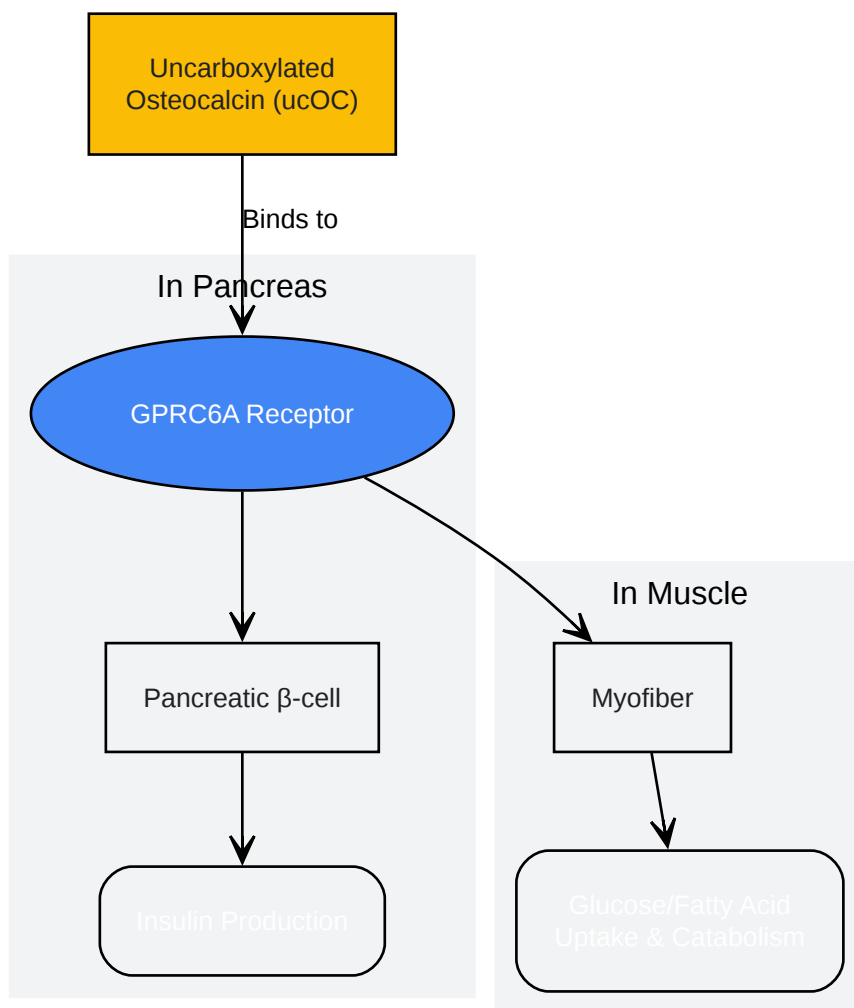 Uncarboxylated
Osteocalcin (ucOC)
Binds to
In Pancreas
GPRC6A Receptor
In Muscle
Pancreatic β-cell
Myofiber
Insulin Production
Glucose/Fatty Acid
Uptake & Catabolism